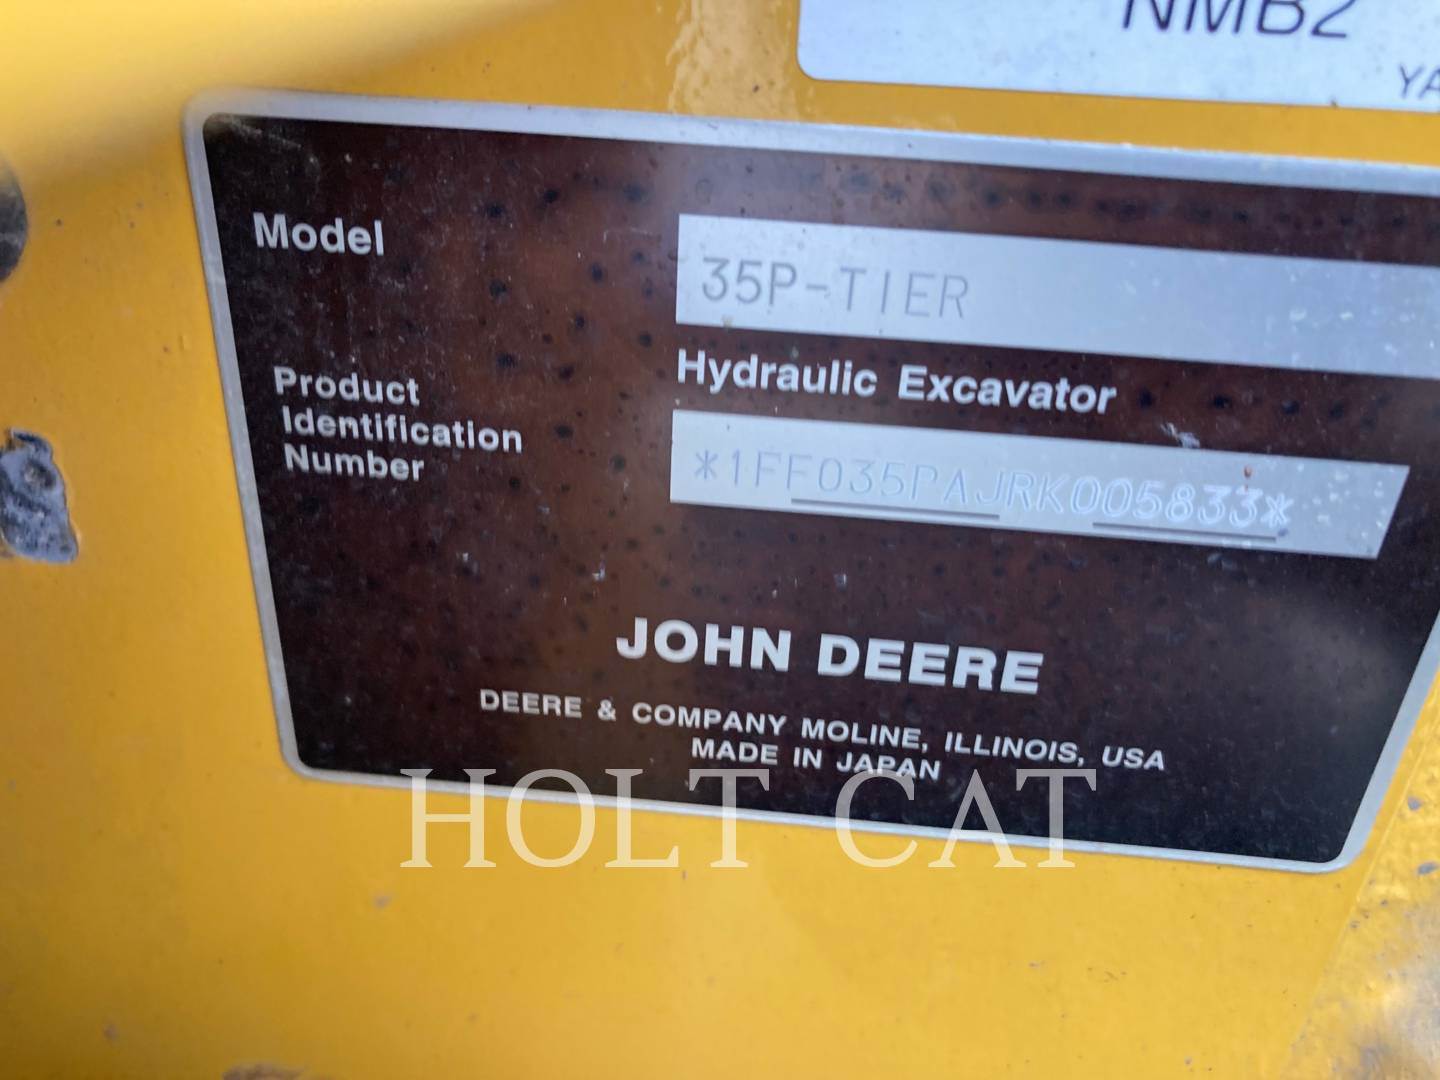 NMB2
YA
Model
35P-TIER
Hydraulic Excavator
Product
Identification
Number
*1FF035PAJRK005833*
JOHN DEERE
DEERE & COMPANY MOLINE, ILLINOIS, USA
MADE IN JAPAN
HOLT CAT